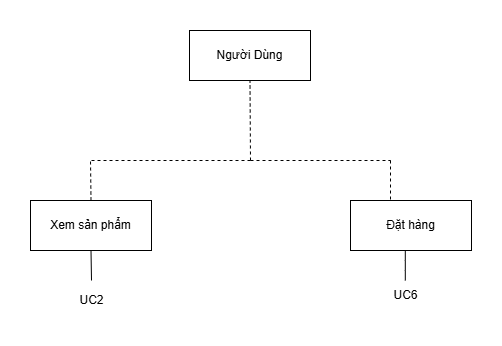 Người Dùng
Xem sản phẩm
Đặt hàng
UC2
UC6